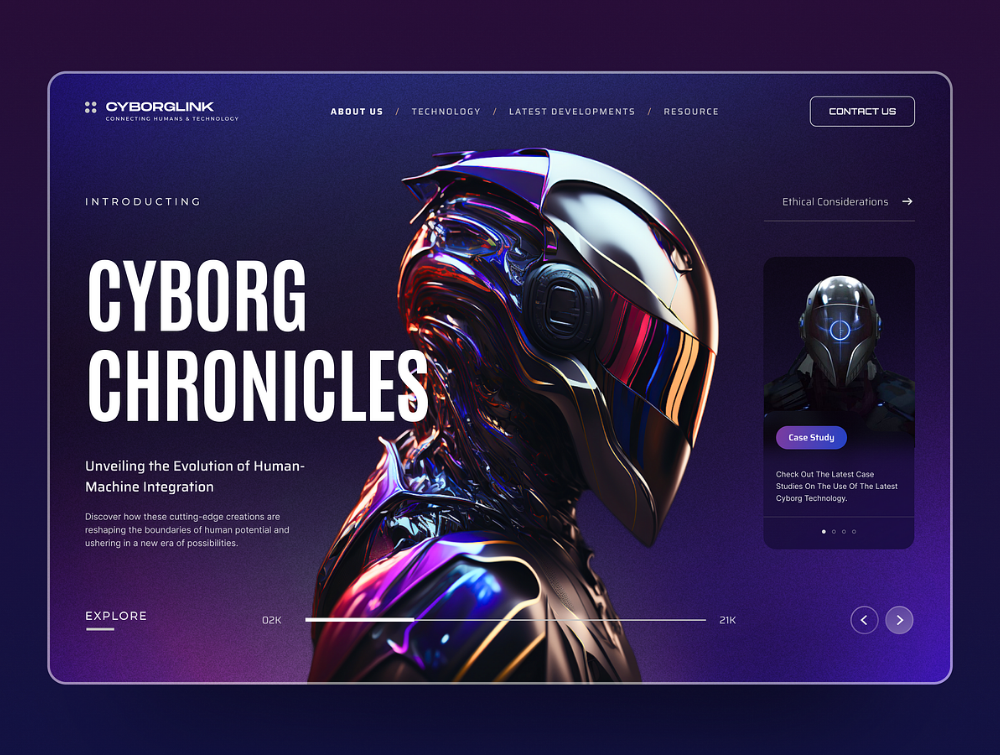 CYBORGLINK
CONNECTING HUMANS & TECHNOLOGY
ABOUT US / TECHNOLOGY / LATEST DEVELOPMENTS / RESOURCE
CONTACT US
INTRODUCTING
Ethical Considerations
CYBORG
CHRONICLES
Unveiling the Evolution of Human-
Machine Integration
Discover how these cutting-edge creations are
reshaping the boundaries of human potential and
ushering in a new era of possibilities.
Case Study
Check Out The Latest Case
Studies On The Use Of The Latest
Cyborg Technology.
EXPLORE
02K
21K